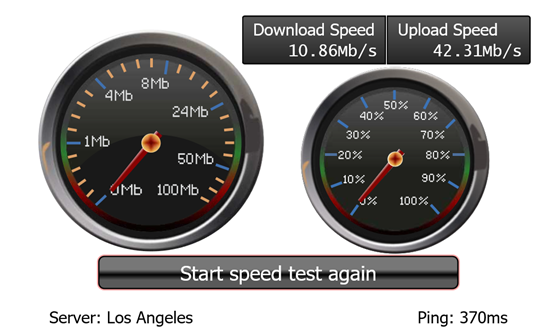 Download Speed
10.86Mb/s
Upload Speed
42.31Mb/s
0Mb
1Mb
4Mb
8Mb
24Mb
50Mb
100Mb
0%
10%
20%
30%
40%
50%
60%
70%
80%
90%
100%
Start speed test again
Server: Los Angeles
Ping: 370ms